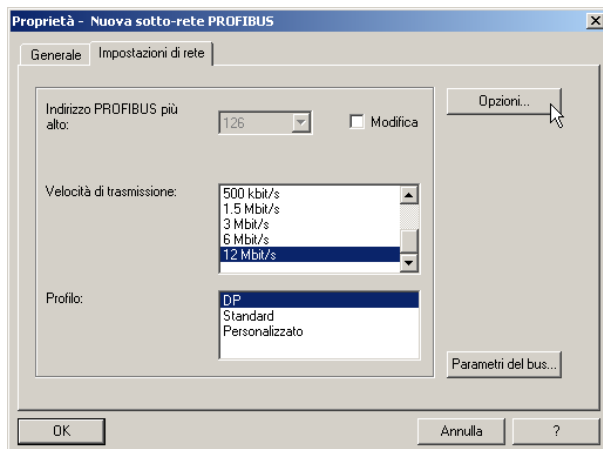 Proprietà - Nuova sotto-rete PROFIBUS
Generale
Impostazioni di rete
Indirizzo PROFIBUS più
alto:
126
Modifica
Opzioni...
Velocità di trasmissione:
500 kbit/s
1.5 Mbit/s
3 Mbit/s
6 Mbit/s
12 Mbit/s
Profilo:
DP
Standard
Personalizzato
Parametri del bus...
OK
Annulla
?